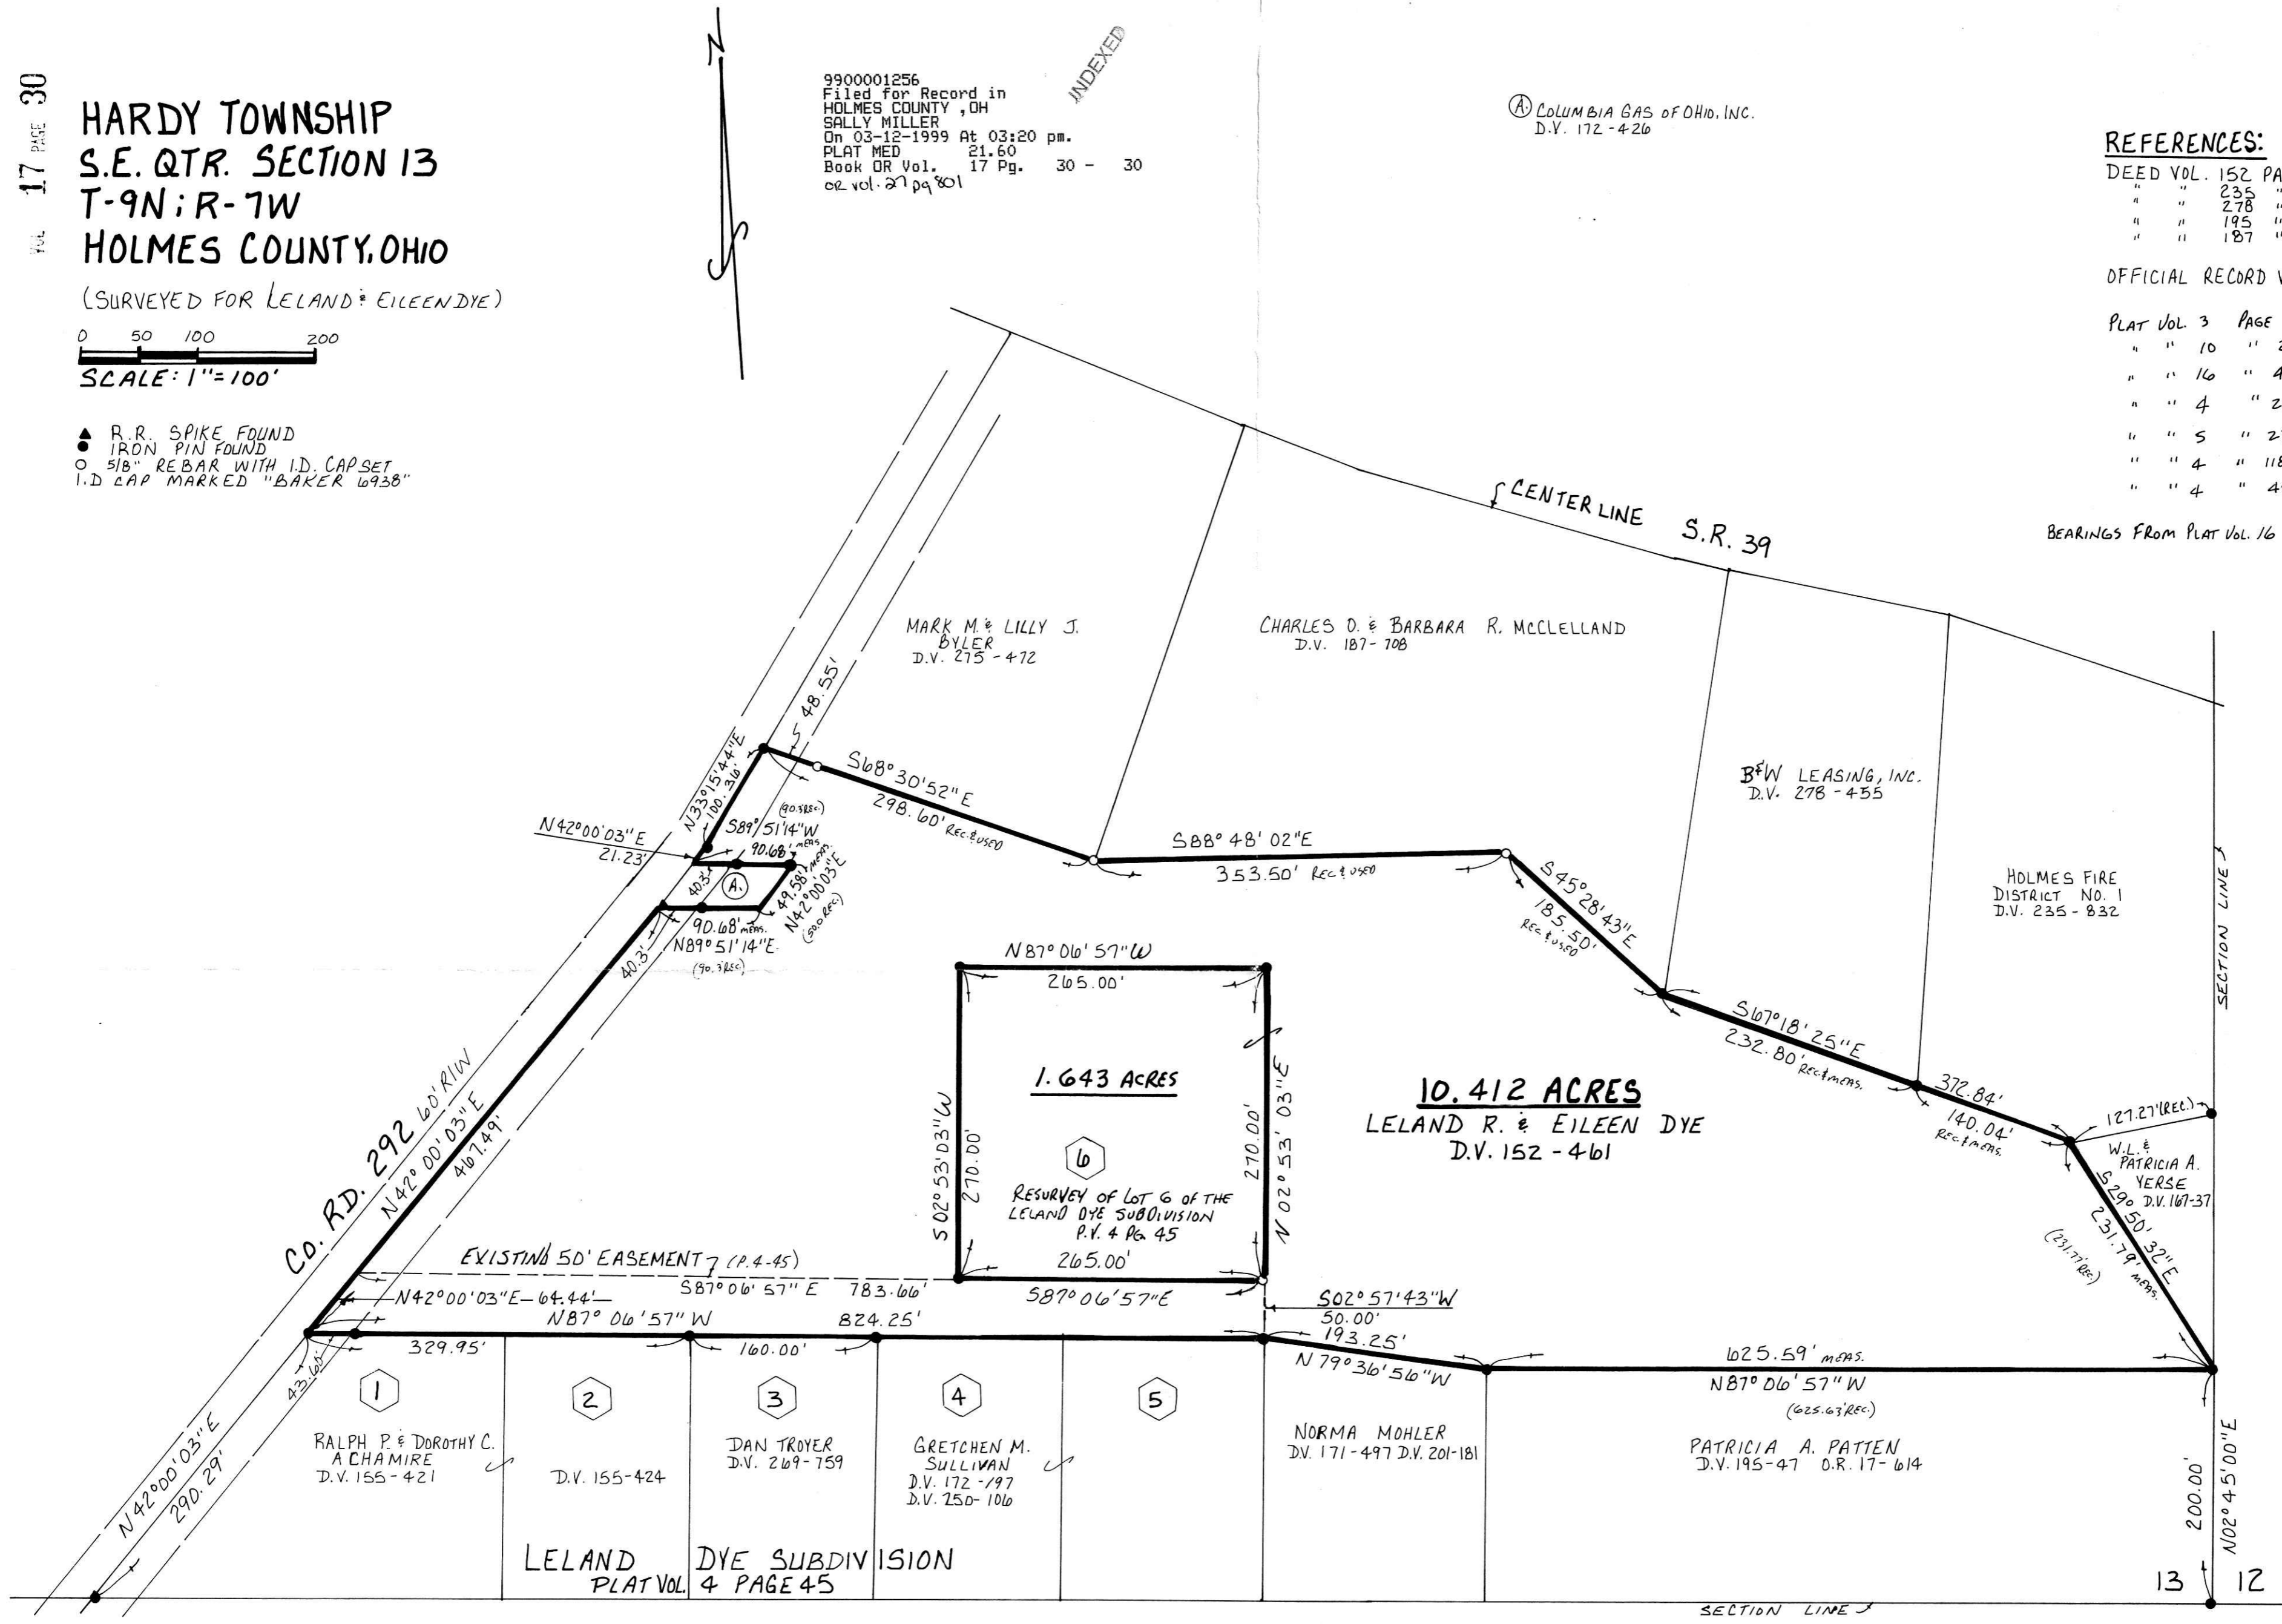 VOL 17 PAGE 30
HARDY TOWNSHIP
S.E. QTR. SECTION 13
T-9N; R-7W
HOLMES COUNTY, OHIO
(SURVEYED FOR LELAND & EILEEN DYE)
0 50 100 200
SCALE: 1"=100'
R.R. SPIKE FOUND
IRON PIN FOUND
5/8" REBAR WITH I.D. CAP SET
I.D CAP MARKED "BAKER 6938"
N
S
9900001256
Filed for Record in
HOLMES COUNTY ,OH
SALLY MILLER
On 03-12-1999 At 03:20 pm.
PLAT MED 21.60
Book OR Vol. 17 Pg. 30 - 30
OR vol. 27 pg 801
INDEXED
(A.) COLUMBIA GAS OF OHIO, INC.
D.V. 172-426
REFERENCES:
DEED VOL. 152 PA
" " 235 "
" " 278 "
" " 195 "
" " 187 "
OFFICIAL RECORD V
PLAT VOL. 3 PAGE
" " 10 " 2
" " 16 " 4
" " 4 " 2
" " 5 " 2
" " 4 " 118
" " 4 " 4
BEARINGS FROM PLAT VOL. 16
CENTER LINE S.R. 39
MARK M. & LILLY J.
BYLER
D.V. 275-472
CHARLES O. & BARBARA R. MCCLELLAND
D.V. 187-708
B&W LEASING, INC.
D.V. 278-455
HOLMES FIRE
DISTRICT NO. 1
D.V. 235-832
SECTION LINE
48.55'
N33°15'44"E
100.36'
S68°30'52"E
298.60' REC. & USED
N42°00'03"E
21.23'
(90.3 REC.)
S89°51'14"W
90.68' MEAS.
40.3'
A.
49.58' MEAS.
N42°00'03"E
(50.0 REC.)
90.68' MEAS.
N89°51'14"E
(90.3 REC)
40.3'
S88°48'02"E
353.50' REC & USED
S45°28'43"E
185.50'
REC & USED
S67°18'25"E
232.80' REC & MEAS.
372.84'
140.04'
REC & MEAS.
127.27'(REC.)
W.L. &
PATRICIA A.
YERSE
D.V. 167-37
S29°50'32"E
231.79' MEAS.
(231.77' REC)
N87°06'57"W
265.00'
1.643 ACRES
6
RESURVEY OF LOT 6 OF THE
LELAND DYE SUBDIVISION
P.V. 4 PG. 45
265.00'
S87°06'57"E
S02°53'03"W
270.00'
270.00'
N02°53'03"E
10.412 ACRES
LELAND R. & EILEEN DYE
D.V. 152-461
CO. RD. 292 60' R/W
N42°00'03"E
467.49'
EXISTING 50' EASEMENT (P.4-45)
S87°06'57"E 783.66'
N42°00'03"E-64.44'
N87°06'57"W 824.25'
329.95'
160.00'
S02°57'43"W
50.00'
193.25'
N79°36'56"W
625.59' MEAS.
N87°06'57"W
(625.63 REC.)
43.65'
N42°00'03"E
290.29'
1
RALPH P. & DOROTHY C.
ACHAMIRE
D.V. 155-421
2
D.V. 155-424
3
DAN TROYER
D.V. 269-759
4
GRETCHEN M.
SULLIVAN
D.V. 172-197
D.V. 250-106
5
NORMA MOHLER
D.V. 171-497 D.V. 201-181
PATRICIA A. PATTEN
D.V. 195-47 O.R. 17-614
200.00'
N02°45'00"E
LELAND DYE SUBDIVISION
PLAT VOL. 4 PAGE 45
13 12
SECTION LINE